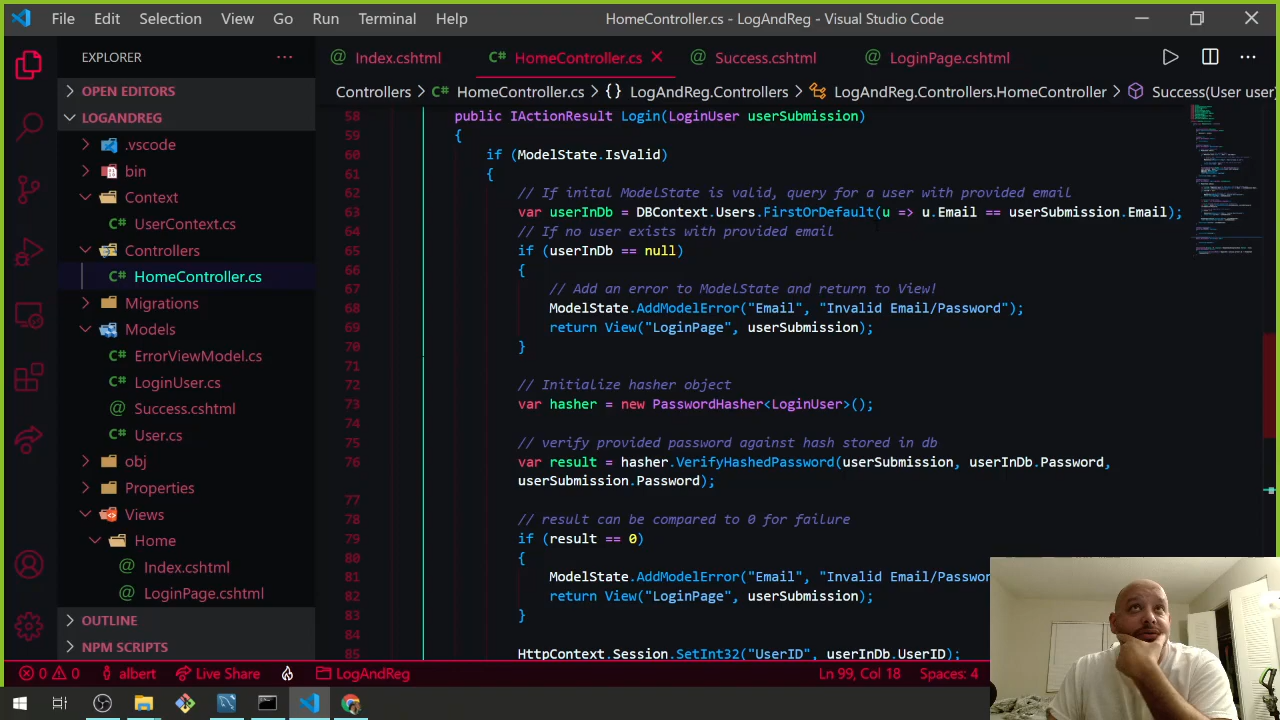 File Edit Selection View Go Run Terminal Help HomeController.cs - LogAndReg - Visual Studio Code
EXPLORER
Index.cshtml HomeController.cs Success.cshtml LoginPage.cshtml
OPEN EDITORS
LOGANDREG
.vscode
bin
Context
UserContext.cs
Controllers
HomeController.cs
Migrations
Models
ErrorViewModel.cs
LoginUser.cs
Success.cshtml
User.cs
obj
Properties
Views
Home
Index.cshtml
LoginPage.cshtml
OUTLINE
NPM SCRIPTS
Controllers > C# HomeController.cs > {} LogAndReg.Controllers > LogAndReg.Controllers.HomeController > Success(User user)
58 public IActionResult Login(LoginUser userSubmission)
59 {
60 if (ModelState.IsValid)
61 {
62 // If inital ModelState is valid, query for a user with provided email
63 var userInDb = DBContext.Users.FirstOrDefault(u => u.Email == userSubmission.Email);
64 // If no user exists with provided email
65 if (userInDb == null)
66 {
67 // Add an error to ModelState and return to View!
68 ModelState.AddModelError("Email", "Invalid Email/Password");
69 return View("LoginPage", userSubmission);
70 }
71
72 // Initialize hasher object
73 var hasher = new PasswordHasher<LoginUser>();
74
75 // verify provided password against hash stored in db
76 var result = hasher.VerifyHashedPassword(userSubmission, userInDb.Password,
userSubmission.Password);
77
78 // result can be compared to 0 for failure
79 if (result == 0)
80 {
81 ModelState.AddModelError("Email", "Invalid Email/Passwor
82 return View("LoginPage", userSubmission);
83 }
84
85 HttpContext.Session.SetInt32("UserID", userInDb.UserID);
0 0 albert Live Share LogAndReg Ln 99, Col 18 Spaces: 4